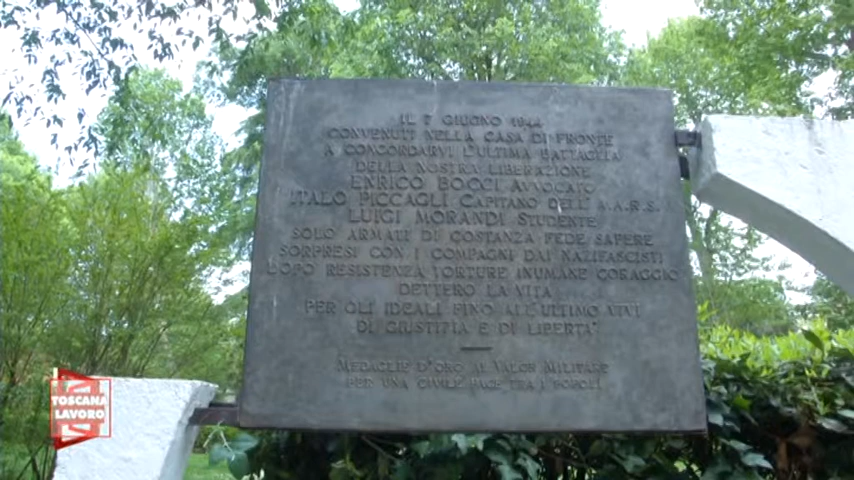 IL 7 GIUGNO 1944
CONVENUTI NELLA CASA DI FRONTE
A CONCORDARVI L'ULTIMA BATTAGLIA
DELLA NOSTRA LIBERAZIONE
ENRICO BOCCI AVVOCATO
ITALO PICCAGLI CAPITANO DELL'A.A.R.S.
LUIGI MORANDI STUDENTE
SOLO ARMATI DI COSTANZA FEDE SAPERE
SORPRESI CON I COMPAGNI DAI NAZIFASCISTI
DOPO RESISTENZA TORTURE INUMANE CORAGGIO
DETTERO LA VITA
PER GLI IDEALI FINO ALL'ULTIMO VIVI
DI GIUSTIZIA E DI LIBERTA'
MEDAGLIE D'ORO AL VALOR MILITARE
PER UNA CIVILE PACE TRA I POPOLI
TOSCANA
LAVORO